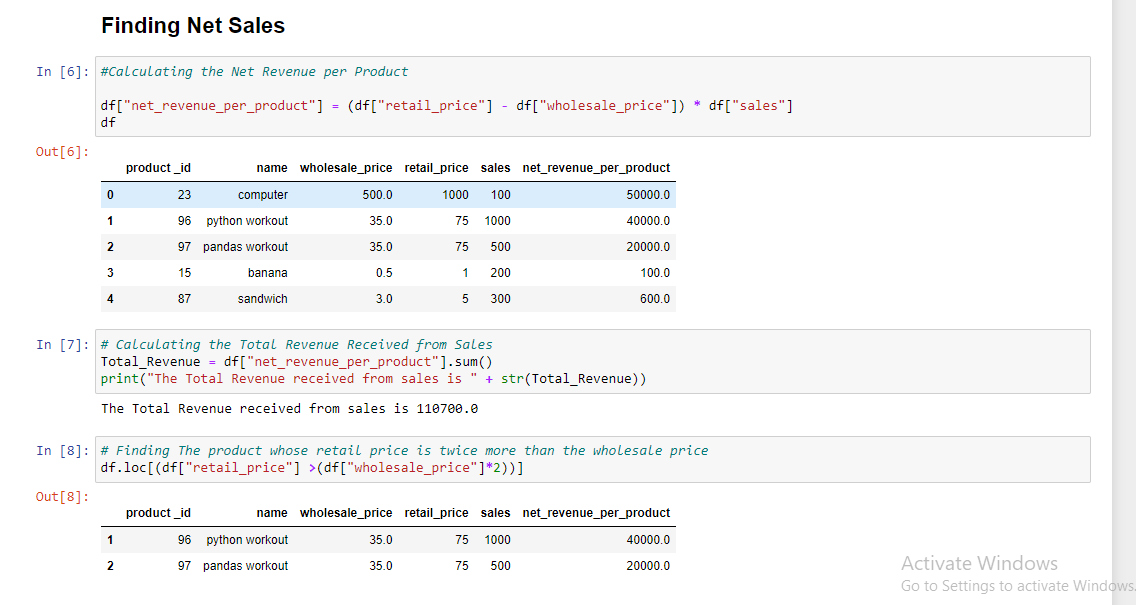 Finding Net Sales
In [6]: #Calculating the Net Revenue per Product
df["net_revenue_per_product"] = (df["retail_price"] - df["wholesale_price"]) * df["sales"]
df
Out[6]:
product _id name wholesale_price retail_price sales net_revenue_per_product
0 23 computer 500.0 1000 100 50000.0
1 96 python workout 35.0 75 1000 40000.0
2 97 pandas workout 35.0 75 500 20000.0
3 15 banana 0.5 1 200 100.0
4 87 sandwich 3.0 5 300 600.0
In [7]: # Calculating the Total Revenue Received from Sales
Total_Revenue = df["net_revenue_per_product"].sum()
print("The Total Revenue received from sales is " + str(Total_Revenue))
The Total Revenue received from sales is 110700.0
In [8]: # Finding The product whose retail price is twice more than the wholesale price
df.loc[(df["retail_price"] >(df["wholesale_price"]*2))]
Out[8]:
product _id name wholesale_price retail_price sales net_revenue_per_product
1 96 python workout 35.0 75 1000 40000.0
2 97 pandas workout 35.0 75 500 20000.0
Activate Windows
Go to Settings to activate Windows.